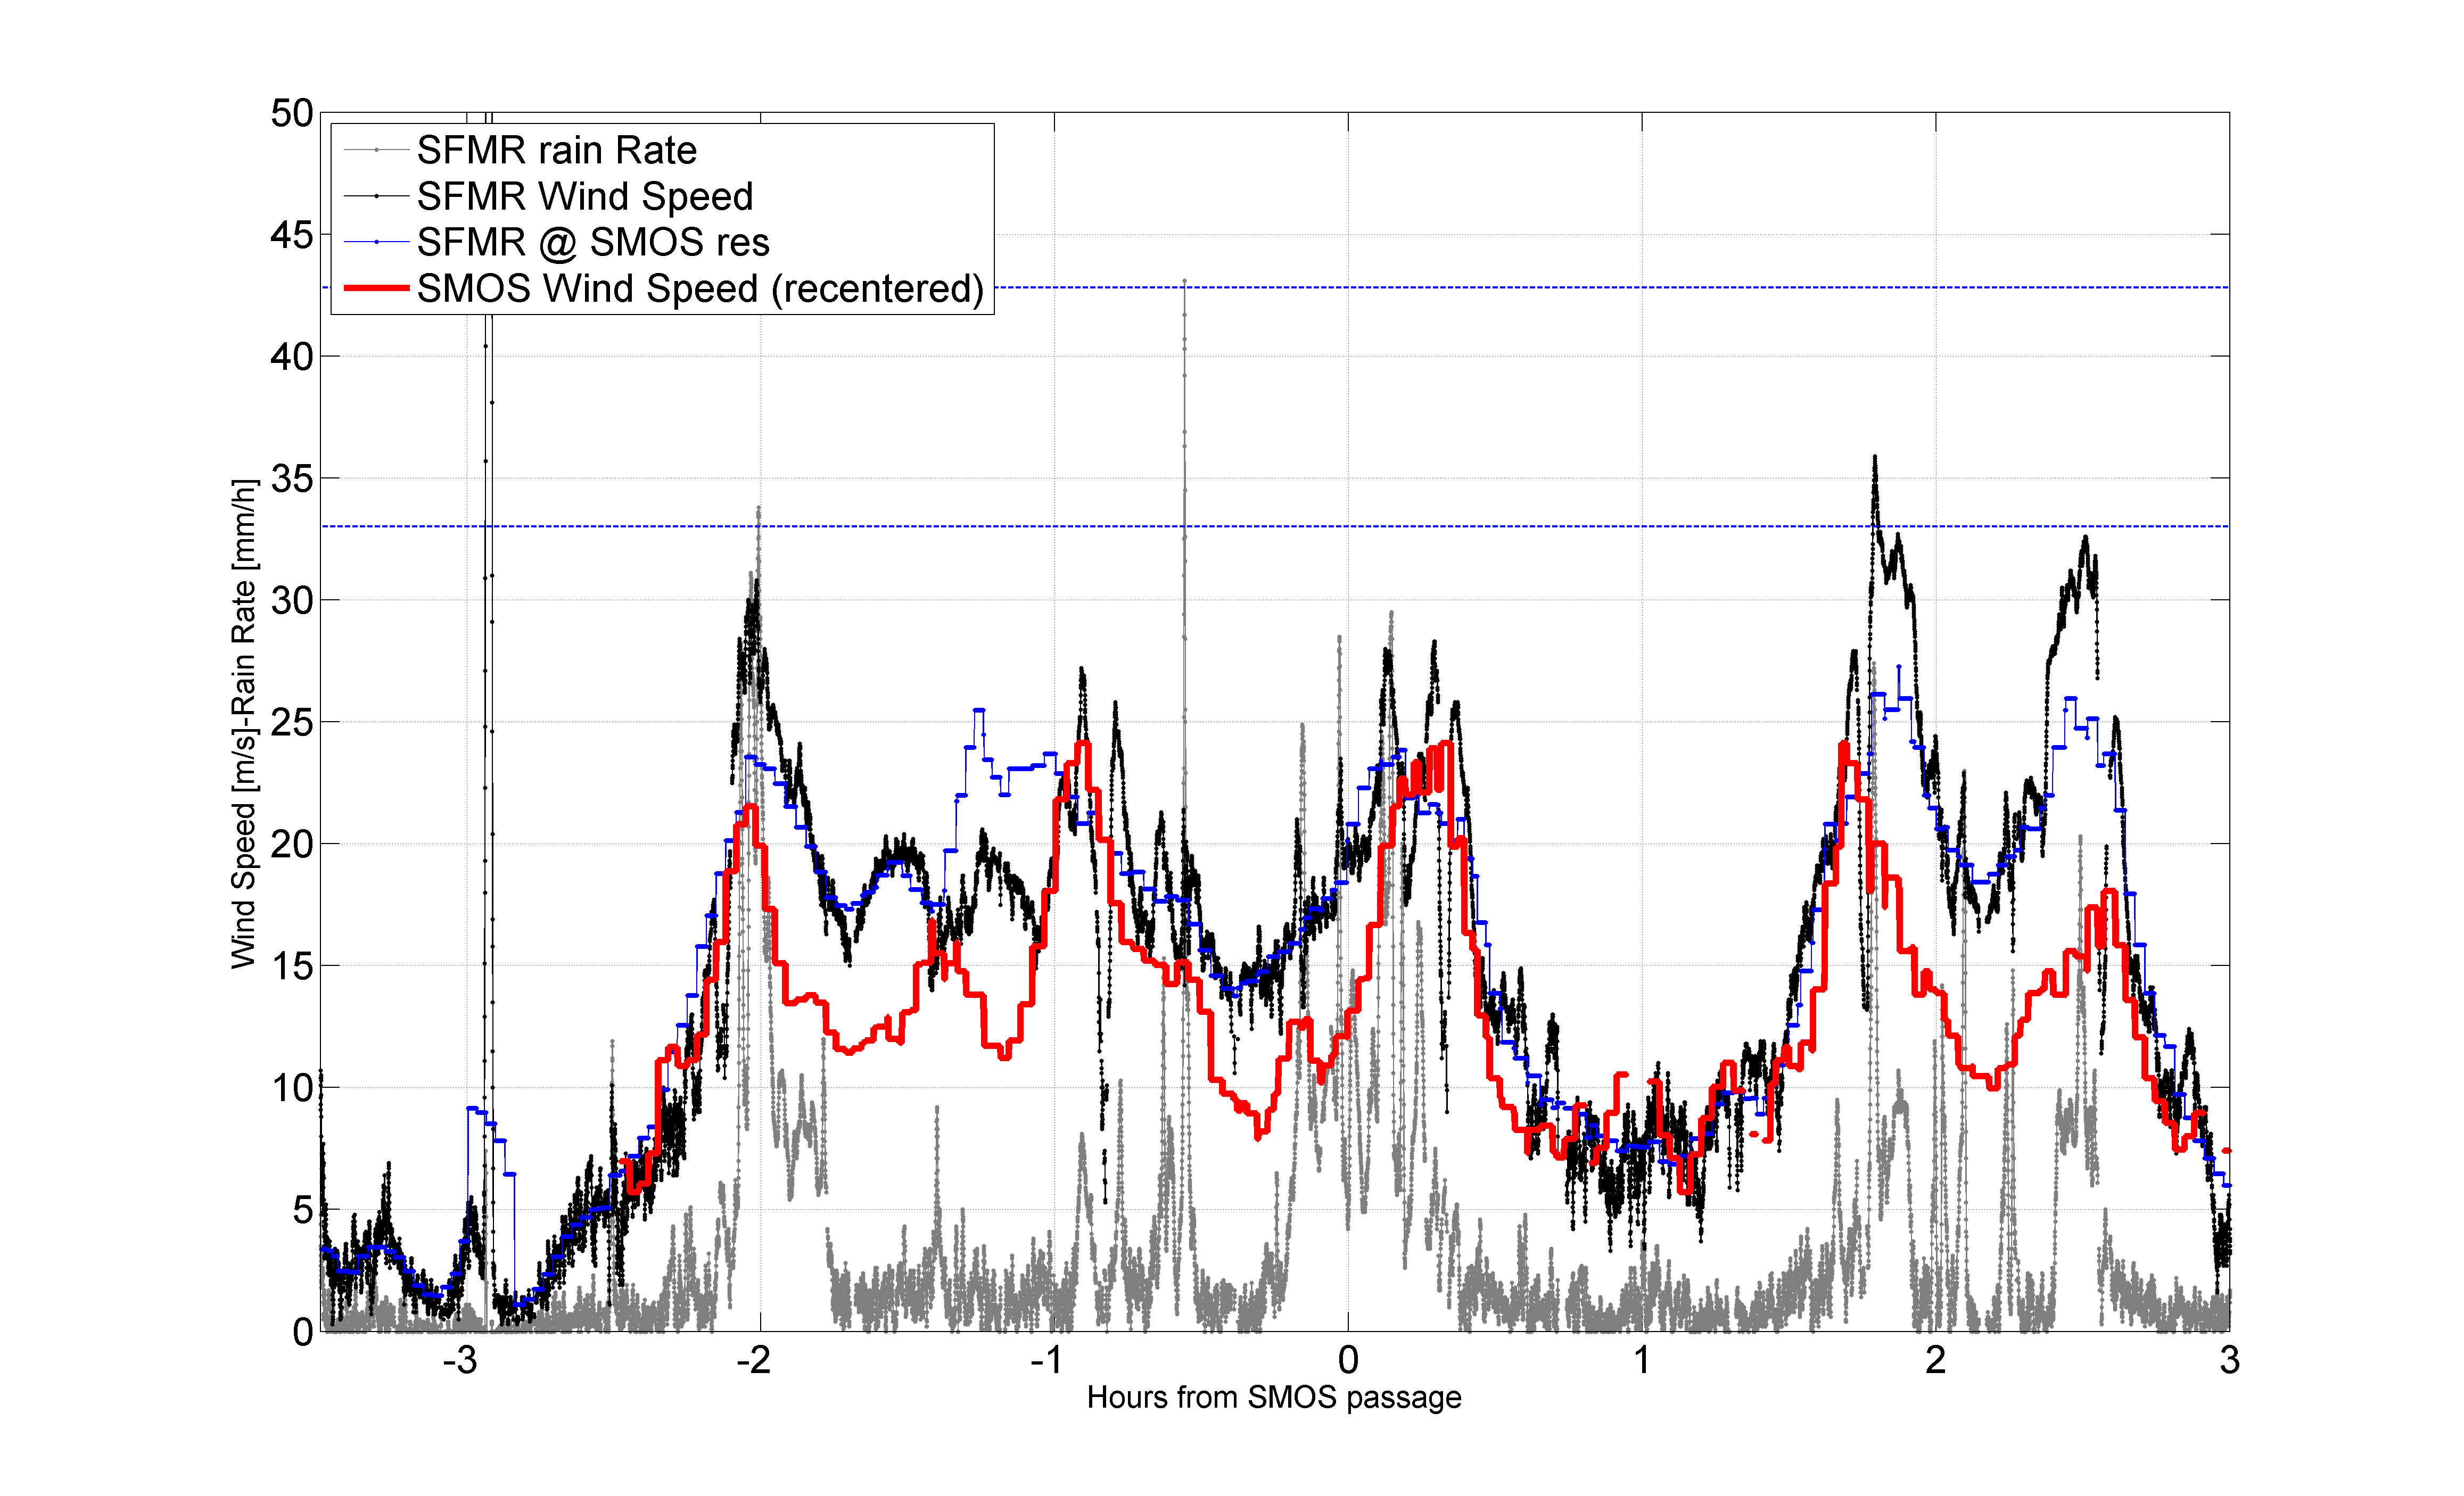 50
45
40
35
30
25
20
15
10
5
0
Wind Speed [m/s]-Rain Rate [mm/h]
SFMR rain Rate
SFMR Wind Speed
SFMR @ SMOS res
SMOS Wind Speed (recentered)
-3 -2 -1 0 1 2 3
Hours from SMOS passage